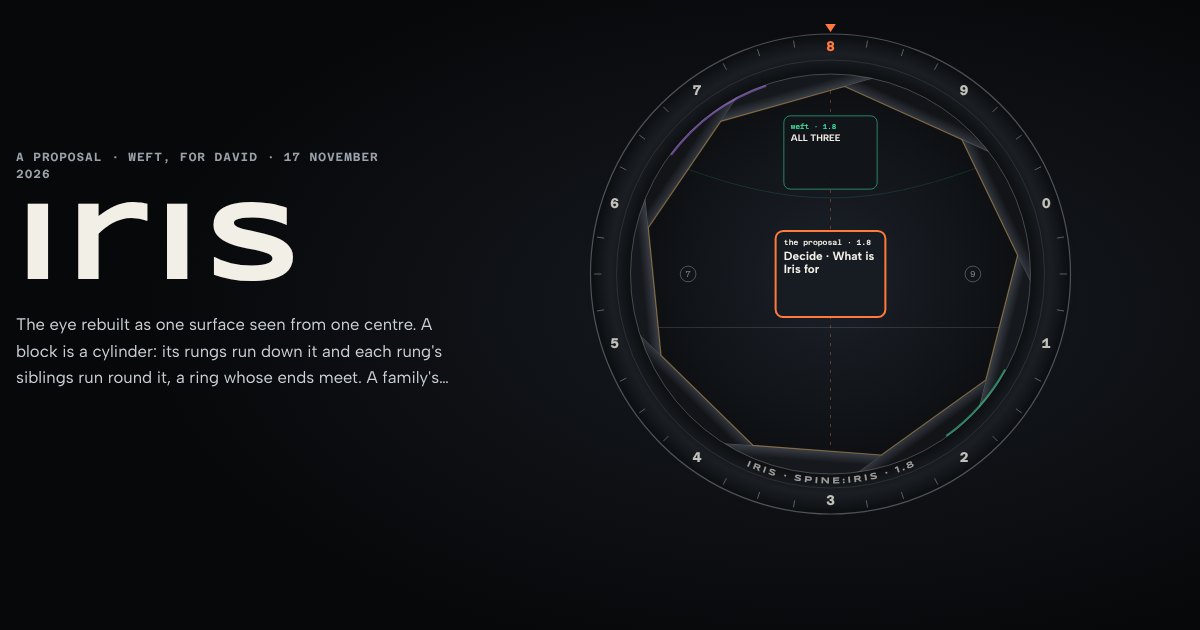 A PROPOSAL · WEFT, FOR DAVID · 17 NOVEMBER
2026
ırıs
The eye rebuilt as one surface seen from one centre. A
block is a cylinder: its rungs run down it and each rung's
siblings run round it, a ring whose ends meet. A family's…
8
9
0
1
2
3
4
5
6
7
weft · 1.8
ALL THREE
the proposal · 1.8
Decide · What is
Iris for
7
9
IRIS · SPINE:IRIS · 1.8